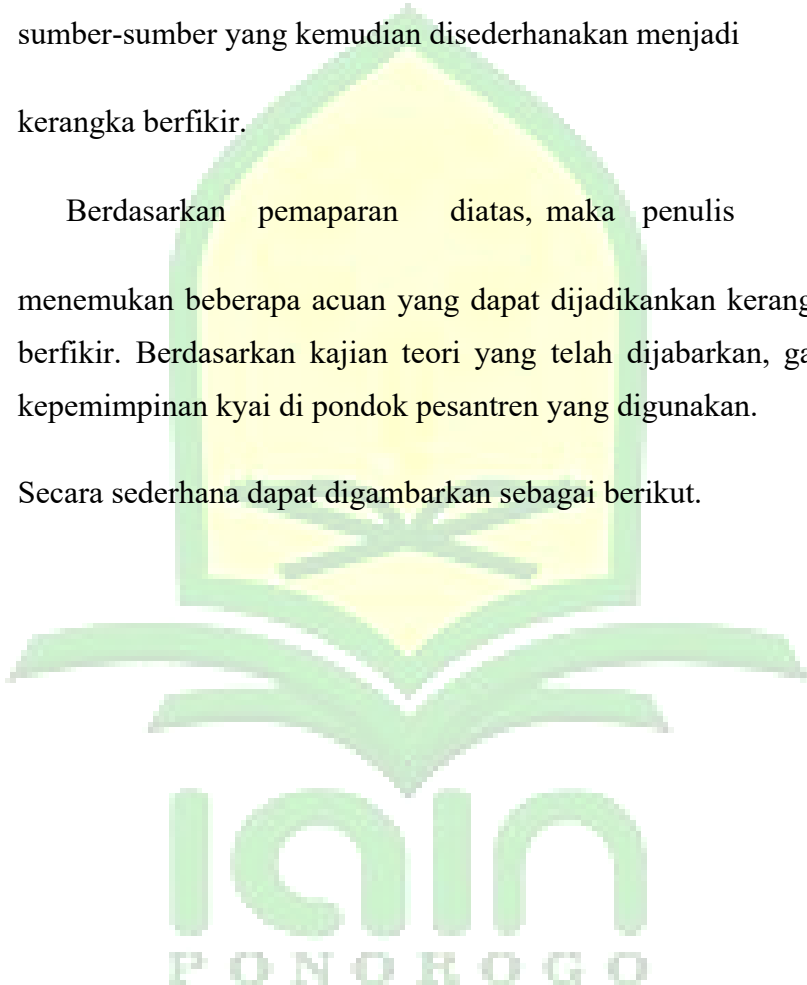 sumber-sumber yang kemudian disederhanakan menjadi
kerangka berfikir.
Berdasarkan pemaparan diatas, maka penulis
menemukan beberapa acuan yang dapat dijadikankan kerang
berfikir. Berdasarkan kajian teori yang telah dijabarkan, ga
kepemimpinan kyai di pondok pesantren yang digunakan.
Secara sederhana dapat digambarkan sebagai berikut.
iain
PONOROGO